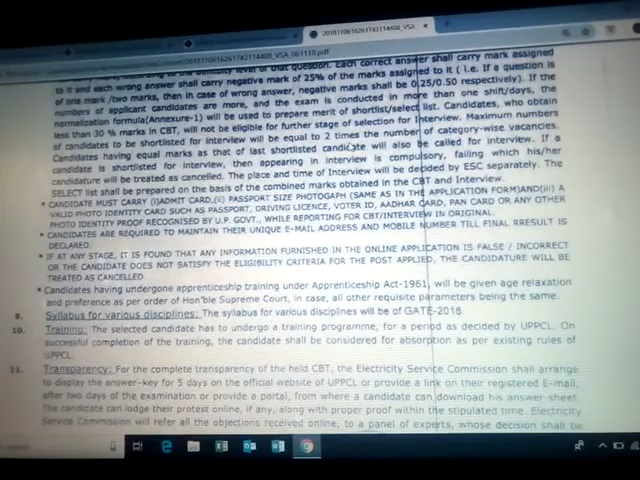 20181106162617431144​08_VSA
_VSA_061118.pdf
difficulty level of that question. Each correct answer shall carry mark assigned
to it and each wrong answer shall carry negative mark of 25% of the marks assigned to it ( i.e. If a question is
of one mark /two marks, then in case of wrong answer, negative marks shall be 0.25/0.50 respectively). If the
numbers of applicant candidates are more, and the exam is conducted in more than one shift/days, the
normalization formula(Annexure-1) will be used to prepare merit of shortlist/select list. Candidates, who obtain
less than 30 % marks in CBT, will not be eligible for further stage of selection for Interview. Maximum numbers
of candidates to be shortlisted for interview will be equal to 2 times the number of category-wise vacancies.
Candidates having equal marks as that of last shortlisted candidate will also be called for interview. If a
candidate is shortlisted for interview, then appearing in interview is compulsory, failing which his/her
candidature will be treated as cancelled. The place and time of Interview will be decided by ESC separately. The
SELECT list shall be prepared on the basis of the combined marks obtained in the CBT and Interview.
• CANDIDATE MUST CARRY (i)ADMIT CARD,(ii) PASSPORT SIZE PHOTOGAPH (SAME AS IN THE APPLICATION FORM)AND(iii) A
VALID PHOTO IDENTITY CARD SUCH AS PASSPORT, DRIVING LICENCE, VOTER ID, AADHAR CARD, PAN CARD OR ANY OTHER
PHOTO IDENTITY PROOF RECOGNISED BY U.P. GOVT., WHILE REPORTING FOR CBT/INTERVIEW IN ORIGINAL.
• CANDIDATES ARE REQUIRED TO MAINTAIN THEIR UNIQUE E-MAIL ADDRESS AND MOBILE NUMBER TILL FINAL RRESULT IS
DECLARED.
• IF AT ANY STAGE, IT IS FOUND THAT ANY INFORMATION FURNISHED IN THE ONLINE APPLICATION IS FALSE / INCORRECT
OR THE CANDIDATE DOES NOT SATISFY THE ELIGIBILITY CRITERIA FOR THE POST APPLIED, THE CANDIDATURE WILL BE
TREATED AS CANCELLED
• Candidates having undergone apprenticeship training under Apprenticeship Act-1961, will be given age relaxation
and preference as per order of Hon'ble Supreme Court, in case, all other requisite parameters being the same.
9. Syllabus for various disciplines: The syllabus for various disciplines will be of GATE-2018.
10. Training: The selected candidate has to undergo a training programme, for a period as decided by UPPCL. On
successful completion of the training, the candidate shall be considered for absorption as per existing rules of
UPPCL.
11. Transparency: For the complete transparency of the held CBT, the Electricity Service Commission shall arrange
to display the answer-key for 5 days on the official website of UPPCL or provide a link on their registered E-mail,
after two days of the examination or provide a portal, from where a candidate can download his answer-sheet.
The candidate can lodge their protest online, if any, along with proper proof within the stipulated time. Electricity
Service Commission will refer all the objections received online, to a panel of experts, whose decision shall be